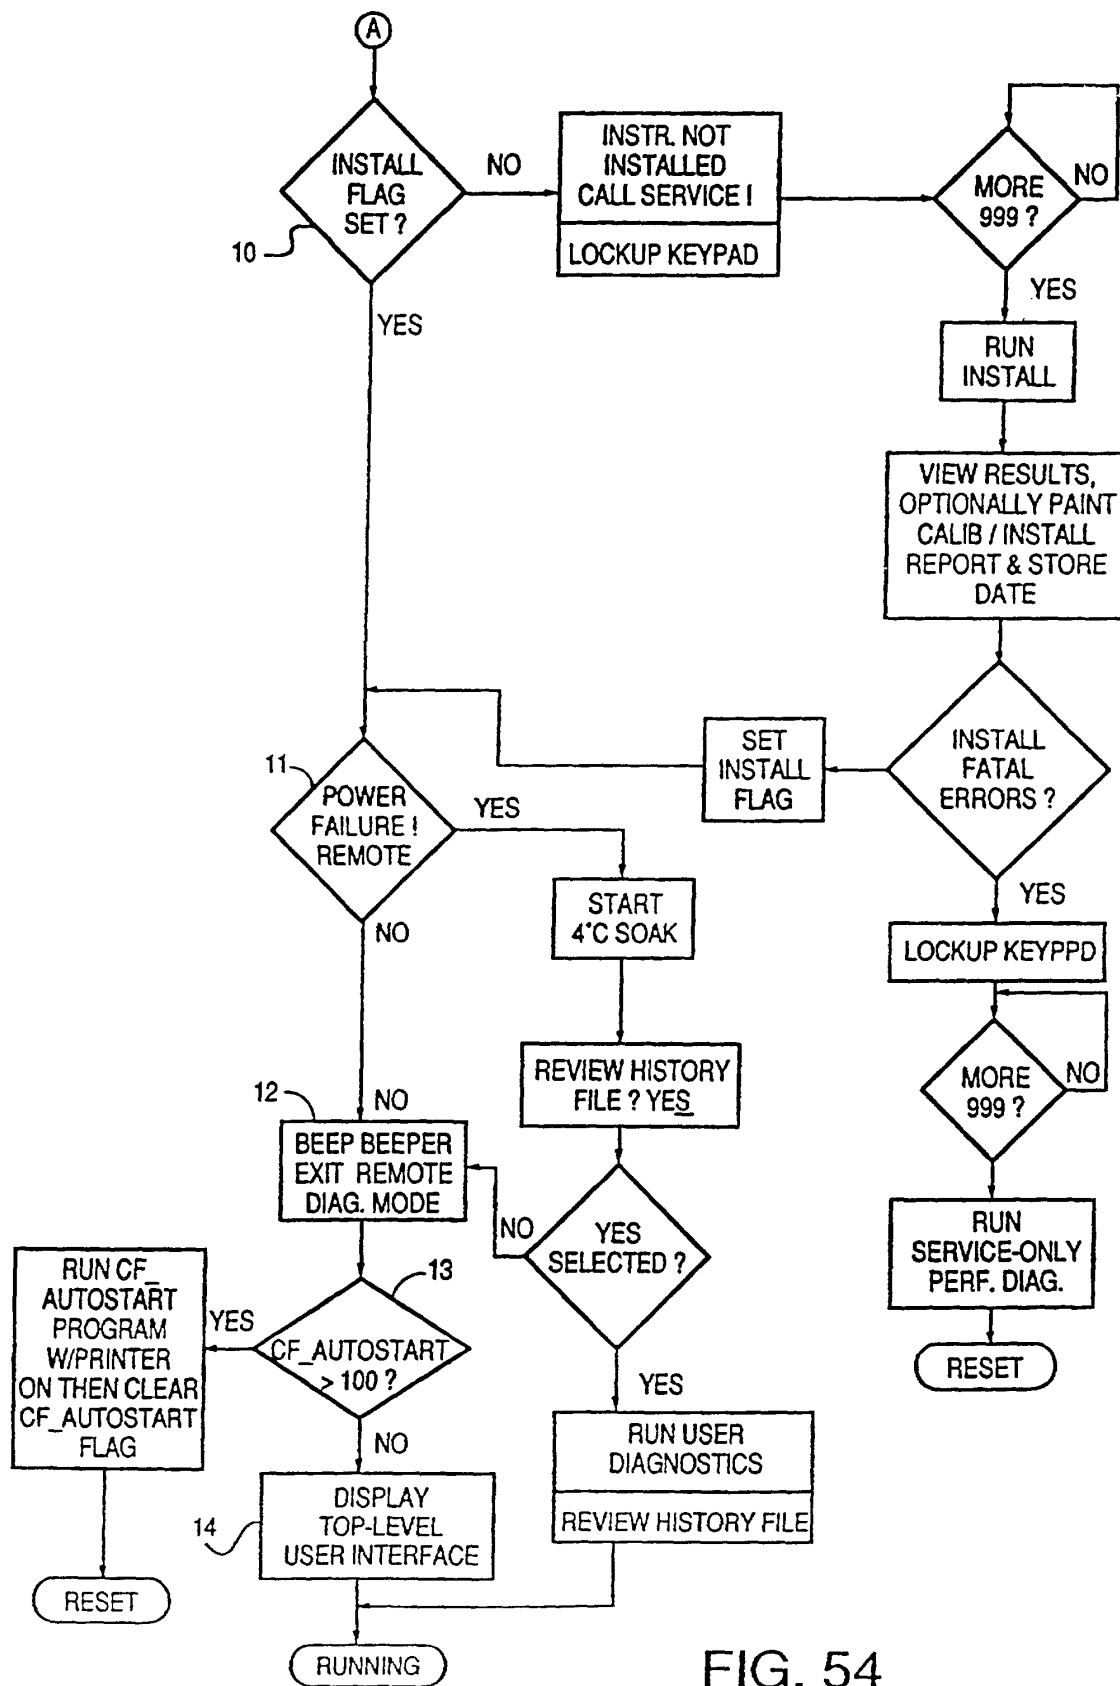 A
INSTALL
FLAG
SET ?
10
NO
YES
INSTR. NOT
INSTALLED
CALL SERVICE !
LOCKUP KEYPAD
MORE
999 ?
NO
YES
RUN
INSTALL
VIEW RESULTS,
OPTIONALLY PAINT
CALIB / INSTALL
REPORT & STORE
DATE
INSTALL
FATAL
ERRORS ?
SET
INSTALL
FLAG
YES
LOCKUP KEYPPD
MORE
999 ?
NO
RUN
SERVICE-ONLY
PERF. DIAG.
RESET
11
POWER
FAILURE !
REMOTE
YES
NO
START
4°C SOAK
REVIEW HISTORY
FILE ? YES
YES
SELECTED ?
NO
YES
RUN USER
DIAGNOSTICS
REVIEW HISTORY FILE
12
NO
BEEP BEEPER
EXIT REMOTE
DIAG. MODE
13
CF_AUTOSTART
> 100 ?
YES
NO
RUN CF_
AUTOSTART
PROGRAM
W/PRINTER
ON THEN CLEAR
CF_AUTOSTART
FLAG
RESET
14
DISPLAY
TOP-LEVEL
USER INTERFACE
RUNNING
FIG. 54